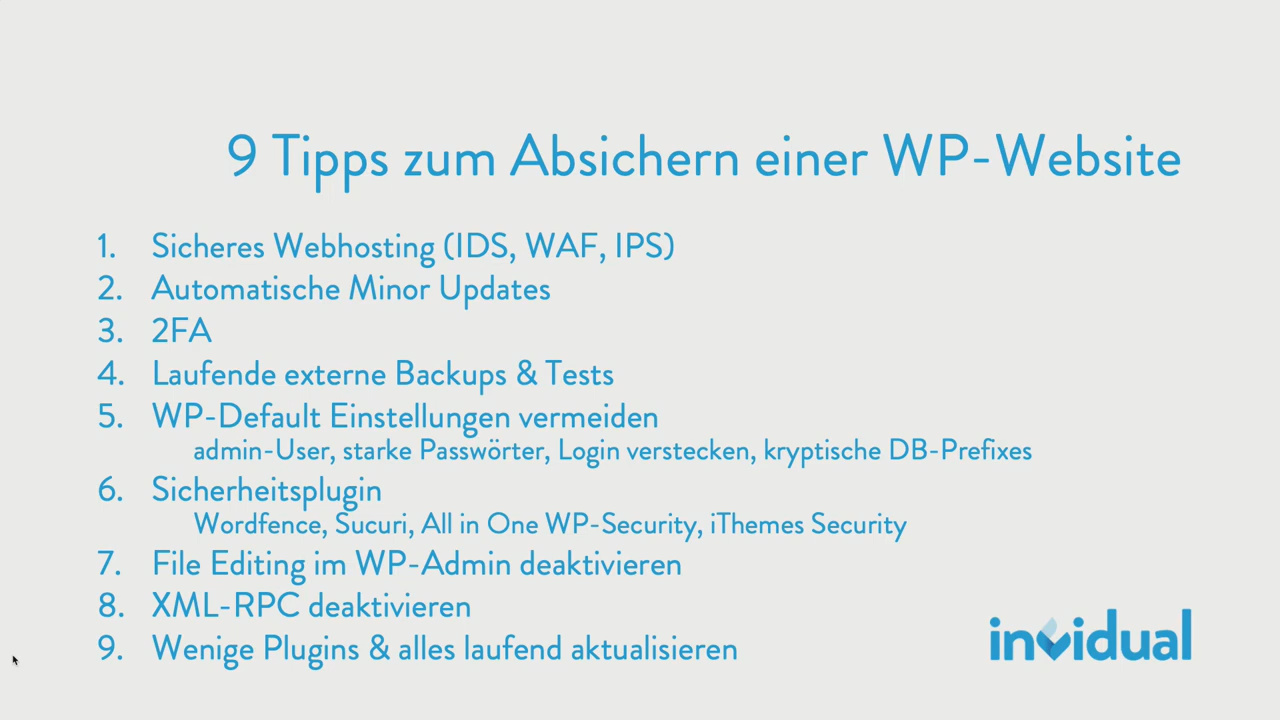 9 Tipps zum Absichern einer WP-Website
1. Sicheres Webhosting (IDS, WAF, IPS)
2. Automatische Minor Updates
3. 2FA
4. Laufende externe Backups & Tests
5. WP-Default Einstellungen vermeiden
admin-User, starke Passwörter, Login verstecken, kryptische DB-Prefixes
6. Sicherheitsplugin
Wordfence, Sucuri, All in One WP-Security, iThemes Security
7. File Editing im WP-Admin deaktivieren
8. XML-RPC deaktivieren
9. Wenige Plugins & alles laufend aktualisieren
invidual